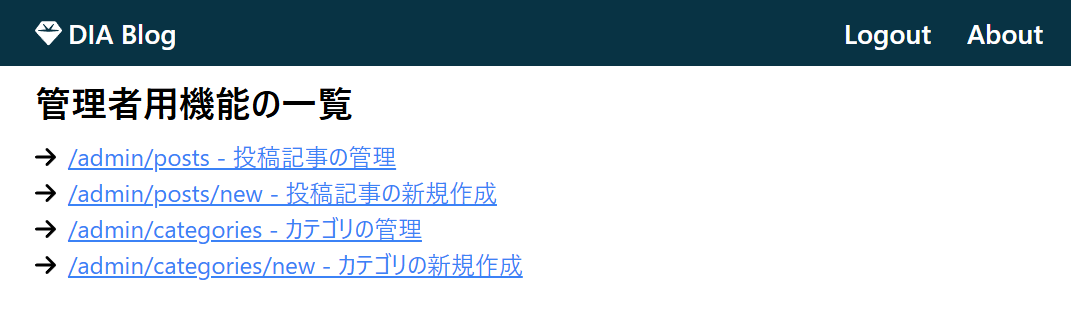 DIA Blog Logout About
管理者用機能の一覧
/admin/posts - 投稿記事の管理
/admin/posts/new - 投稿記事の新規作成
/admin/categories - カテゴリの管理
/admin/categories/new - カテゴリの新規作成